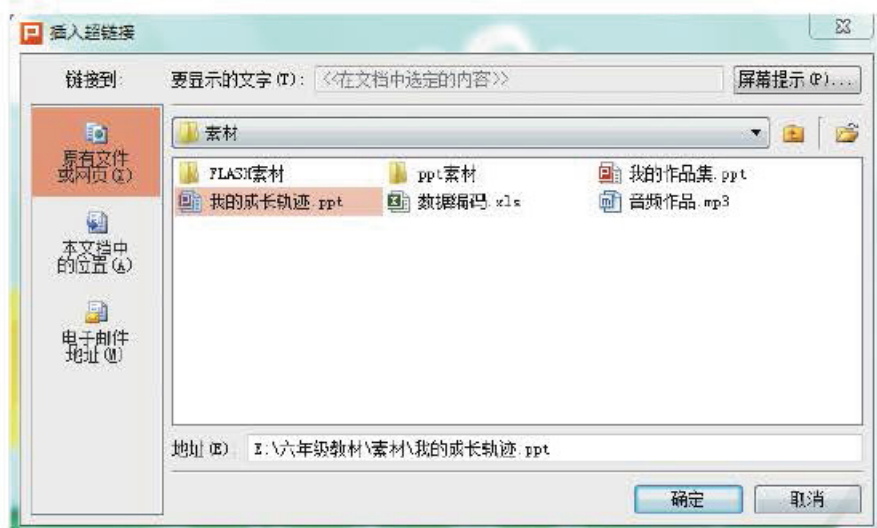 插入超链接
链接到: 要显示的文字(T): <<在文档中选定的内容>> 屏幕提示(P)...
原有文件
或网页(X)
素材
FLASH素材 ppt素材 我的作品集.ppt
我的成长轨迹.ppt 数据编码.xls 音频作品.mp3
本文档中
的位置(A)
电子邮件
地址(M)
地址(E) E:\六年级教材\素材\我的成长轨迹.ppt
确定 取消